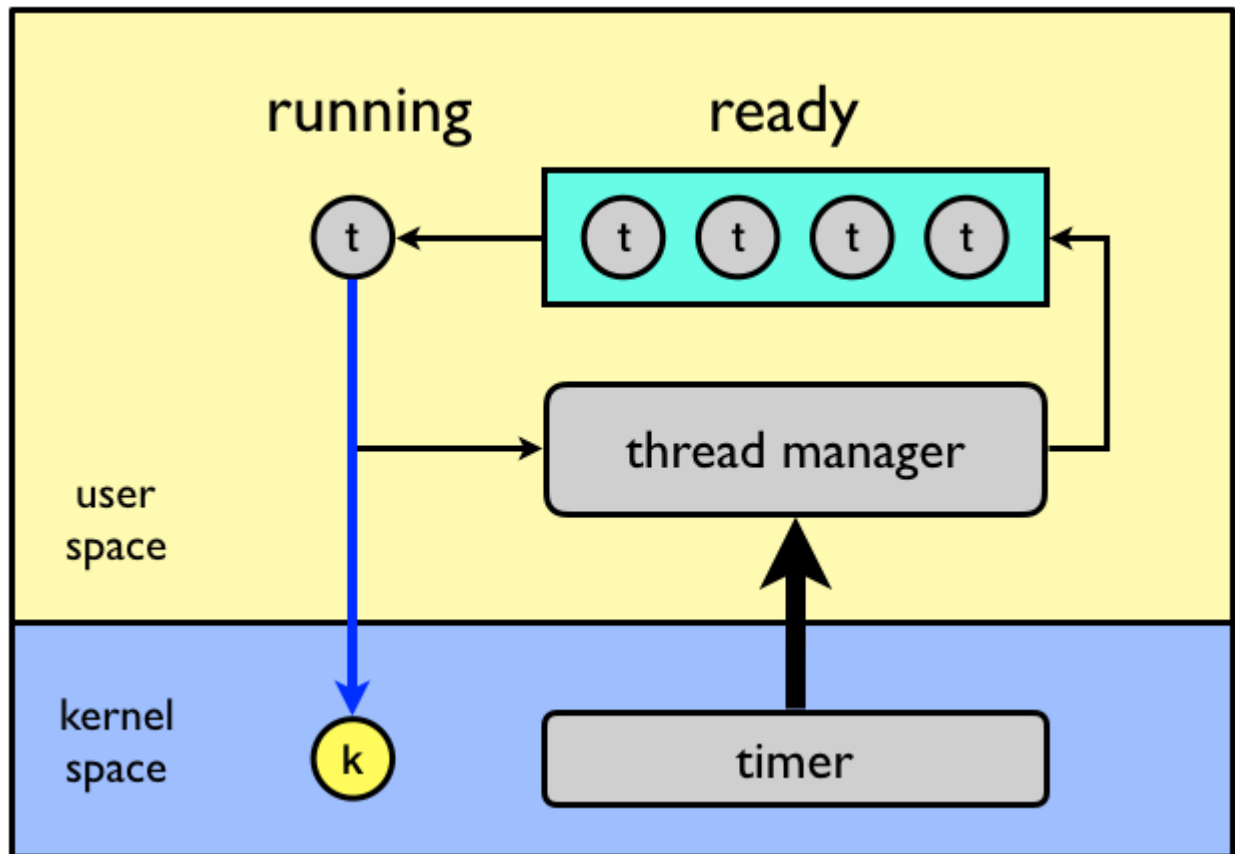 running
ready
t
t
t
t
t
thread manager
user
space
kernel
space
k
timer